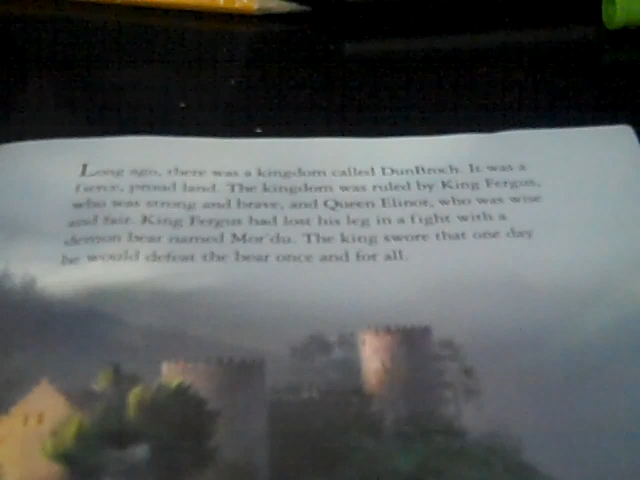 Long ago, there was a kingdom called DunBroch. It was a
fierce, proud land. The kingdom was ruled by King Fergus,
who was strong and brave, and Queen Elinor, who was wise
and fair. King Fergus had lost his leg in a fight with a
demon bear named Mor'du. The king swore that one day
he would defeat the bear once and for all.